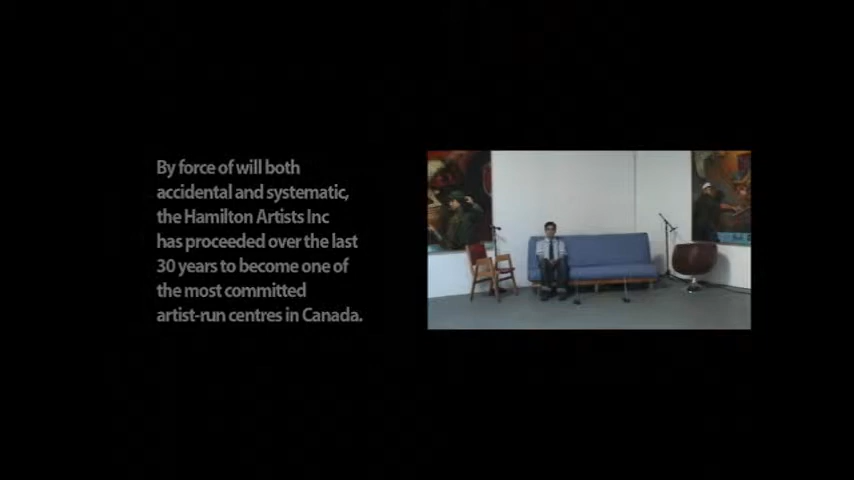 By force of will both
accidental and systematic,
the Hamilton Artists Inc
has proceeded over the last
30 years to become one of
the most committed
artist-run centres in Canada.